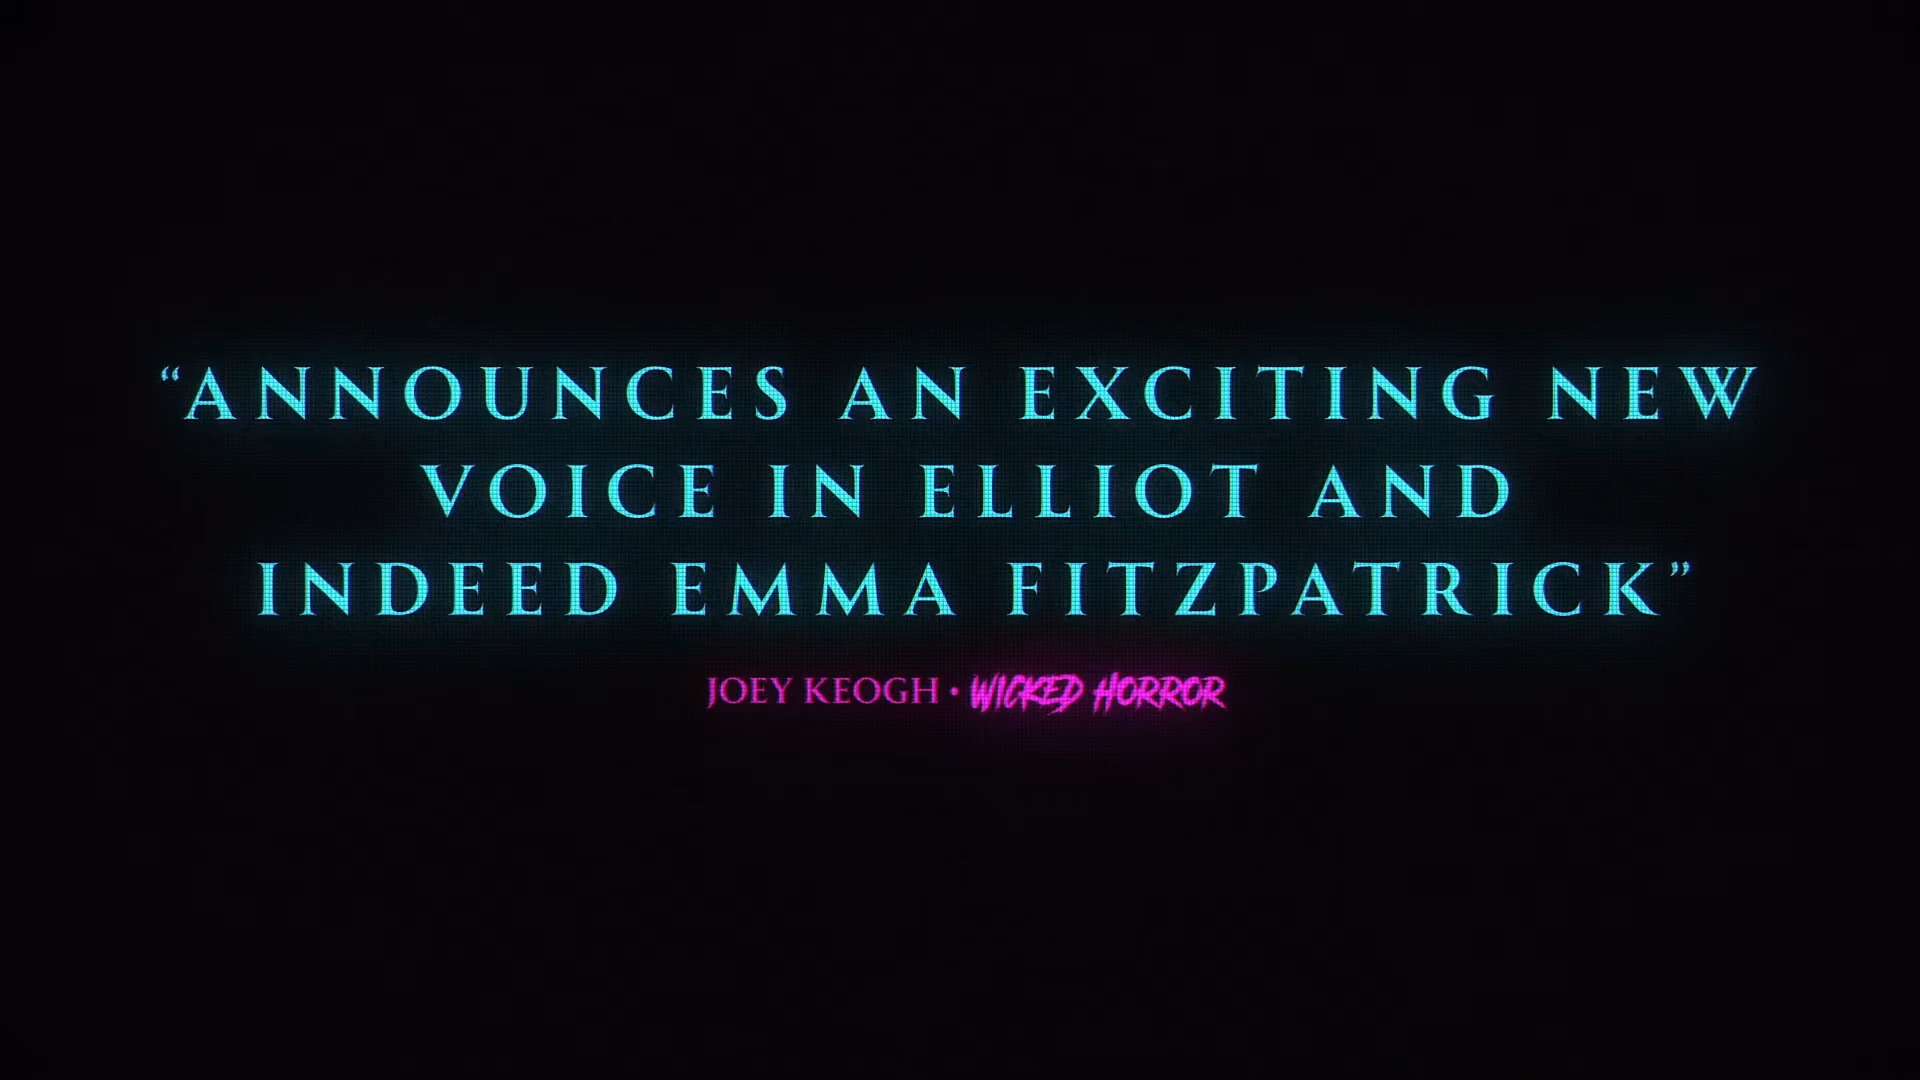 “ANNOUNCES AN EXCITING NEW
VOICE IN ELLIOT AND
INDEED EMMA FITZPATRICK”
JOEY KEOGH • WICKED HORROR